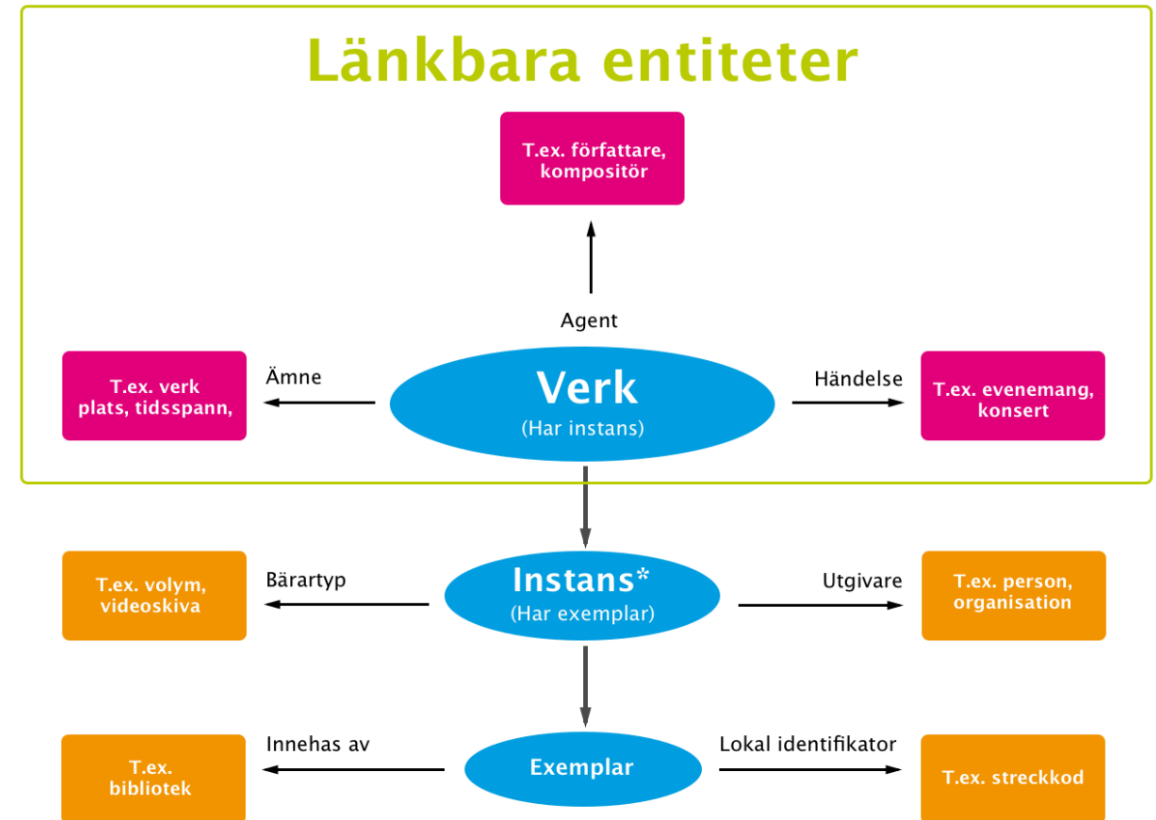 Länkbara entiteter
T.ex. författare,
kompositör
Agent
Ämne
Verk
(Har instans)
Händelse
T.ex. verk
plats, tidsspann,
T.ex. evenemang,
konsert
Bärartyp
Instans*
(Har exemplar)
Utgivare
T.ex. volym,
videoskiva
T.ex. person,
organisation
Innehas av
Exemplar
Lokal identifikator
T.ex.
bibliotek
T.ex. streckkod